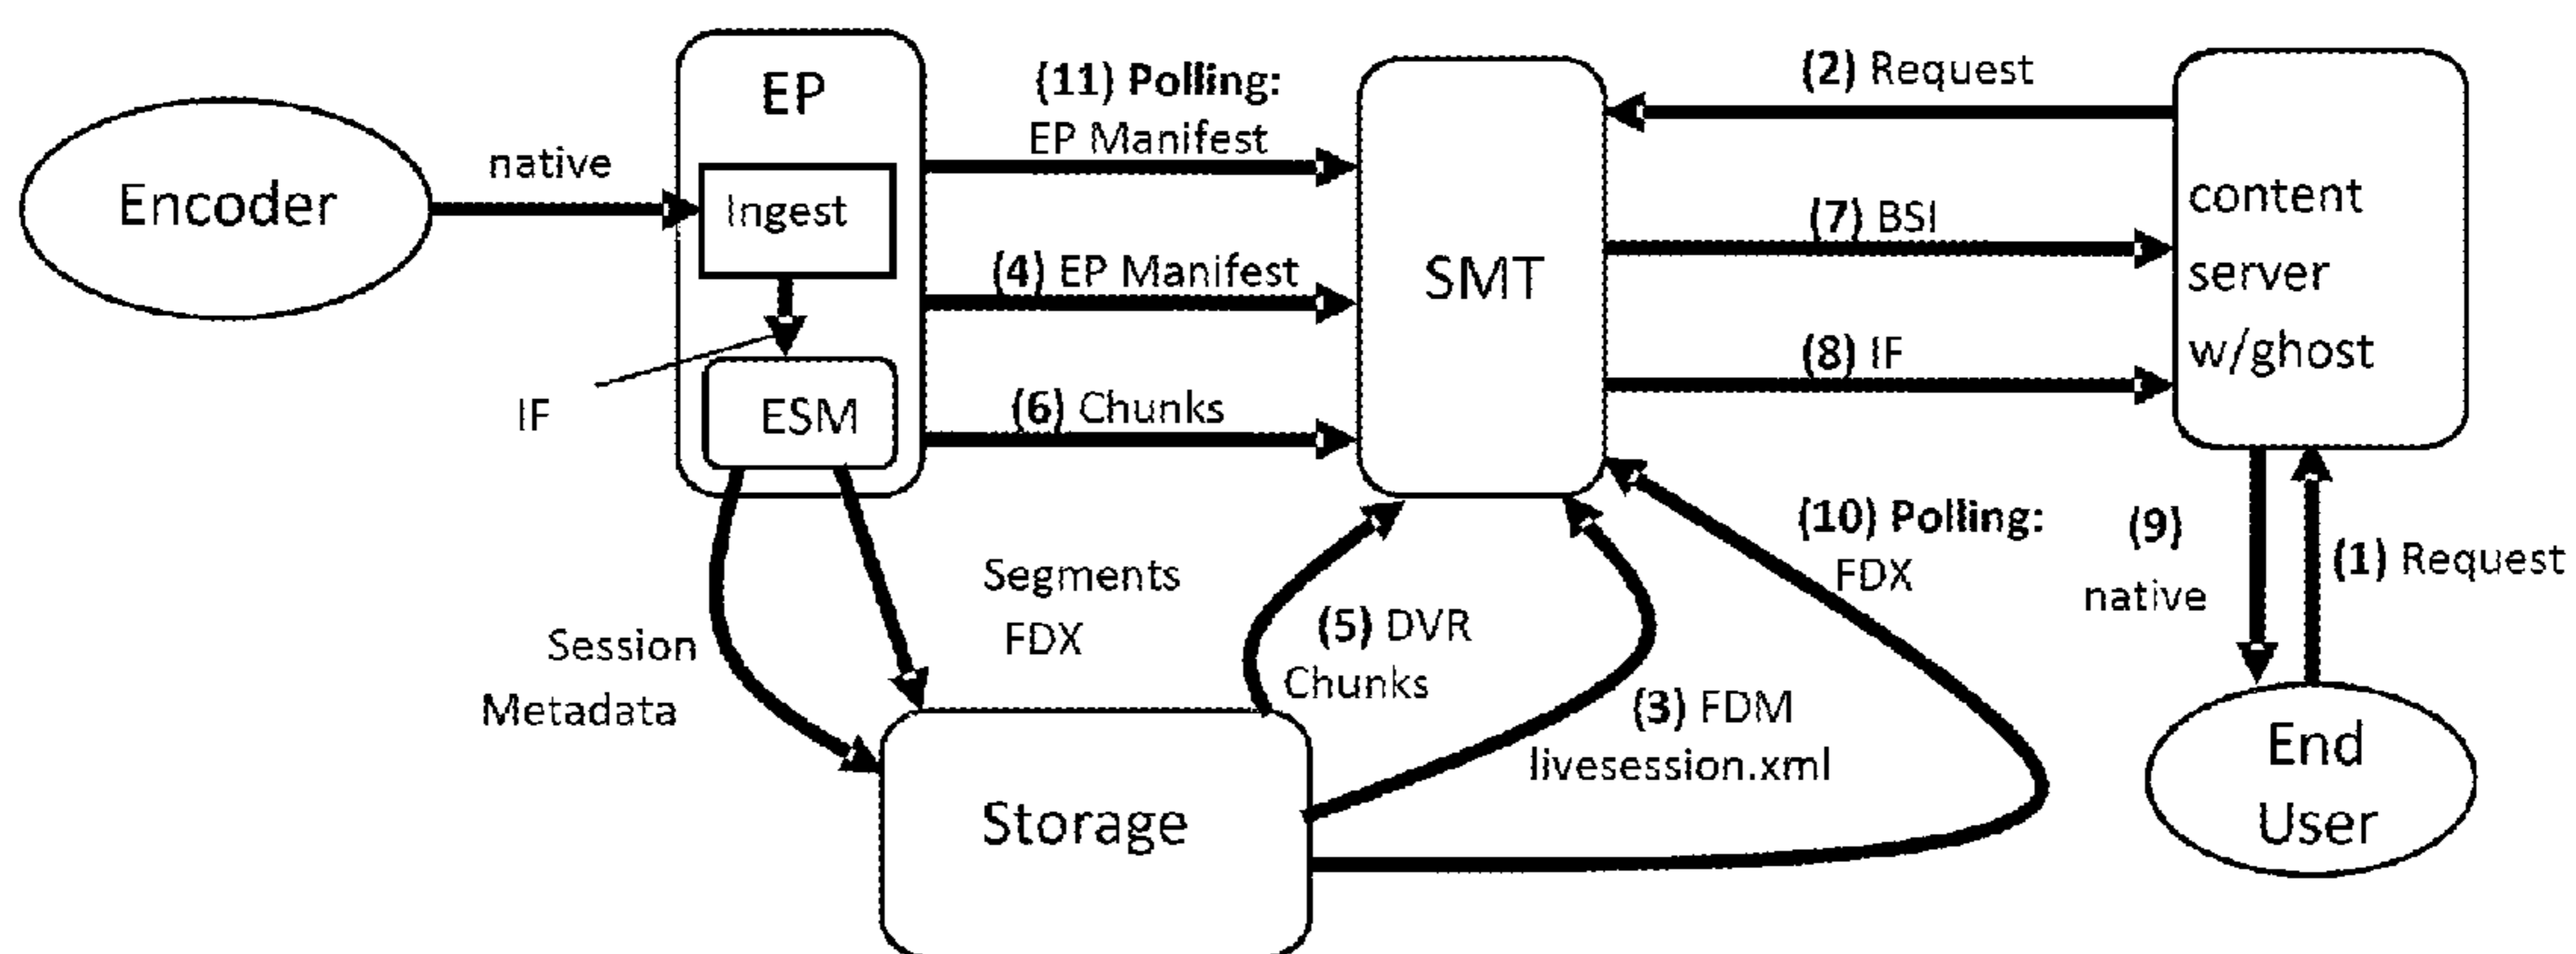 Encoder
native
EP
Ingest
IF
ESM
(11) Polling:
EP Manifest
(4) EP Manifest
(6) Chunks
SMT
(2) Request
(7) BSI
(8) IF
content
server
w/ghost
Session
Metadata
Segments
FDX
(5) DVR
Chunks
(3) FDM
livesession.xml
(10) Polling:
FDX
(9)
native
(1) Request
Storage
End
User